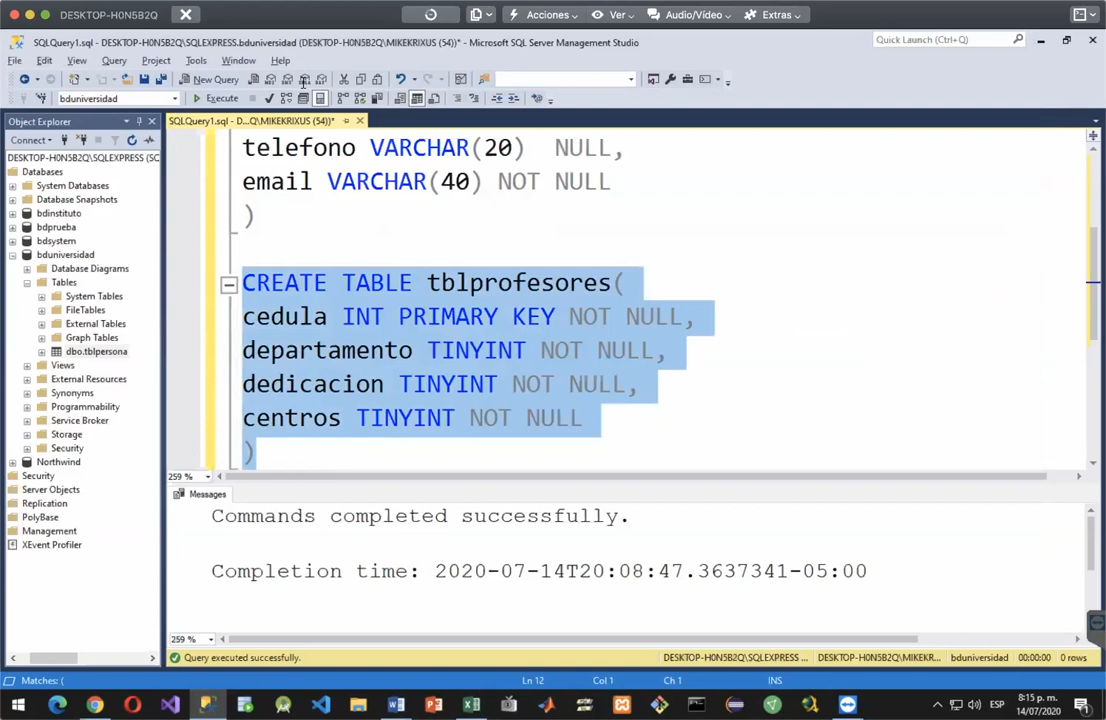 DESKTOP-H0N5B2Q
Acciones
Ver
Audio/Vídeo
Extras
SQLQuery1.sql - DESKTOP-H0N5B2Q\SQLEXPRESS.bduniversidad (DESKTOP-H0N5B2Q\MIKEKRIXUS (54))* - Microsoft SQL Server Management Studio
Quick Launch (Ctrl+Q)
File Edit View Query Project Tools Window Help
New Query
bduniversidad
Execute
Object Explorer
SQLQuery1.sql - D...Q\MIKEKRIXUS (54))*
Connect
DESKTOP-H0N5B2Q\SQLEXPRESS (SC
Databases
System Databases
Database Snapshots
bdinstituto
bdprueba
bdsystem
bduniversidad
Database Diagrams
Tables
System Tables
FileTables
External Tables
Graph Tables
dbo.tblpersona
Views
External Resources
Synonyms
Programmability
Service Broker
Storage
Security
Northwind
Security
Server Objects
Replication
PolyBase
Management
XEvent Profiler
telefono VARCHAR(20)  NULL,
email VARCHAR(40) NOT NULL
)
CREATE TABLE tblprofesores(
cedula INT PRIMARY KEY NOT NULL,
departamento TINYINT NOT NULL,
dedicacion TINYINT NOT NULL,
centros TINYINT NOT NULL
)
259 %
Messages
Commands completed successfully.
Completion time: 2020-07-14T20:08:47.3637341-05:00
259 %
Query executed successfully.
DESKTOP-H0N5B2Q\SQLEXPRESS ...
DESKTOP-H0N5B2Q\MIKEKR...
bduniversidad
00:00:00
0 rows
Matches: (
Ln 12
Col 1
Ch 1
INS
ESP
8:15 p. m.
14/07/2020